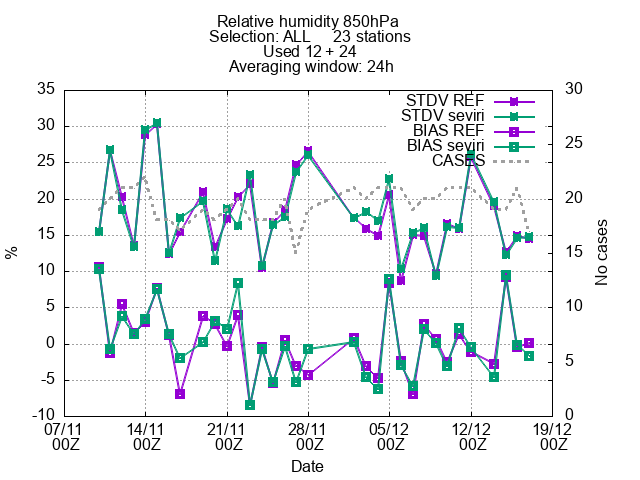 Relative humidity 850hPa
Selection: ALL 23 stations
Used 12 + 24
Averaging window: 24h
STDV REF
STDV seviri
BIAS REF
BIAS seviri
CASES
35
30
25
20
15
10
5
0
-5
-10
%
30
25
20
15
10
5
0
No cases
07/11 14/11 21/11 28/11 05/12 12/12 19/12
00Z 00Z 00Z 00Z 00Z 00Z 00Z
Date